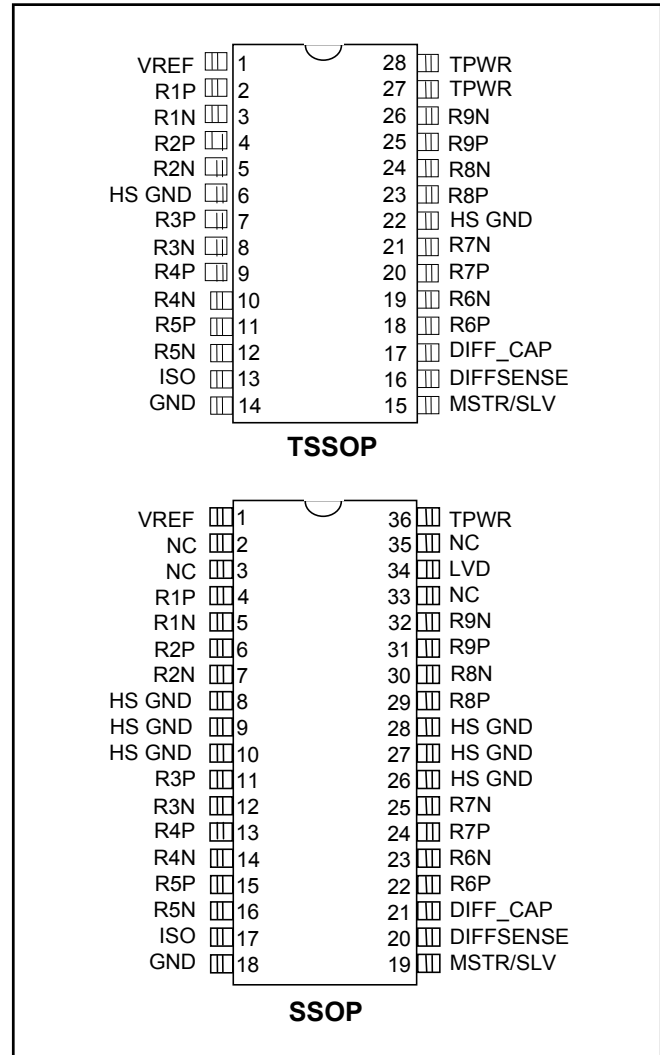 VREF 1 28 TPWR
R1P 2 27 TPWR
R1N 3 26 R9N
R2P 4 25 R9P
R2N 5 24 R8N
HS GND 6 23 R8P
R3P 7 22 HS GND
R3N 8 21 R7N
R4P 9 20 R7P
R4N 10 19 R6N
R5P 11 18 R6P
R5N 12 17 DIFF_CAP
ISO 13 16 DIFFSENSE
GND 14 15 MSTR/SLV
TSSOP
VREF 1 36 TPWR
NC 2 35 NC
NC 3 34 LVD
R1P 4 33 NC
R1N 5 32 R9N
R2P 6 31 R9P
R2N 7 30 R8N
HS GND 8 29 R8P
HS GND 9 28 HS GND
HS GND 10 27 HS GND
R3P 11 26 HS GND
R3N 12 25 R7N
R4P 13 24 R7P
R4N 14 23 R6N
R5P 15 22 R6P
R5N 16 21 DIFF_CAP
ISO 17 20 DIFFSENSE
GND 18 19 MSTR/SLV
SSOP